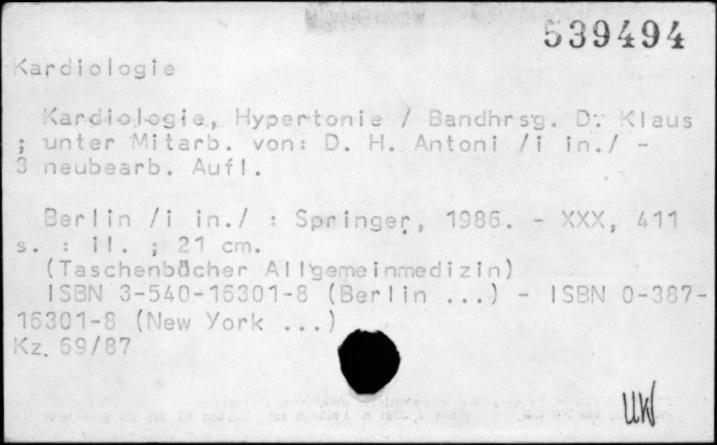 539494
Kardiologie
Kardiologie, Hypertonie / Bandhrsg. D. Klaus
; unter Mitarb. von: D. H. Antoni /i in./ -
3 neubearb. Aufl.
Berlin /i in./ : Springer, 1986. - XXX, 411
s. : il. ; 21 cm.
(Taschenbücher Allgemeinmedizin)
ISBN 3-540-16301-8 (Berlin ...) - ISBN 0-387-
16301-8 (New York ...)
Kz. 69/87
UW